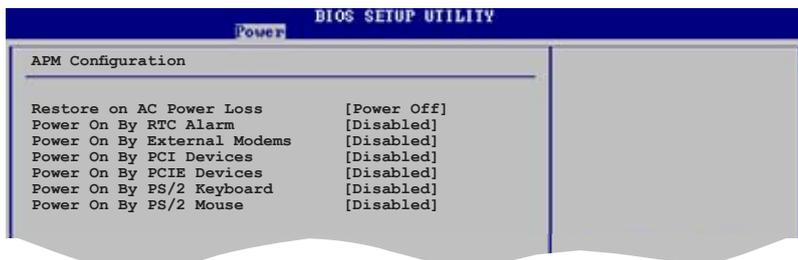 BIOS SETUP UTILITY
Power
APM Configuration
Restore on AC Power Loss [Power Off]
Power On By RTC Alarm [Disabled]
Power On By External Modems [Disabled]
Power On By PCI Devices [Disabled]
Power On By PCIE Devices [Disabled]
Power On By PS/2 Keyboard [Disabled]
Power On By PS/2 Mouse [Disabled]